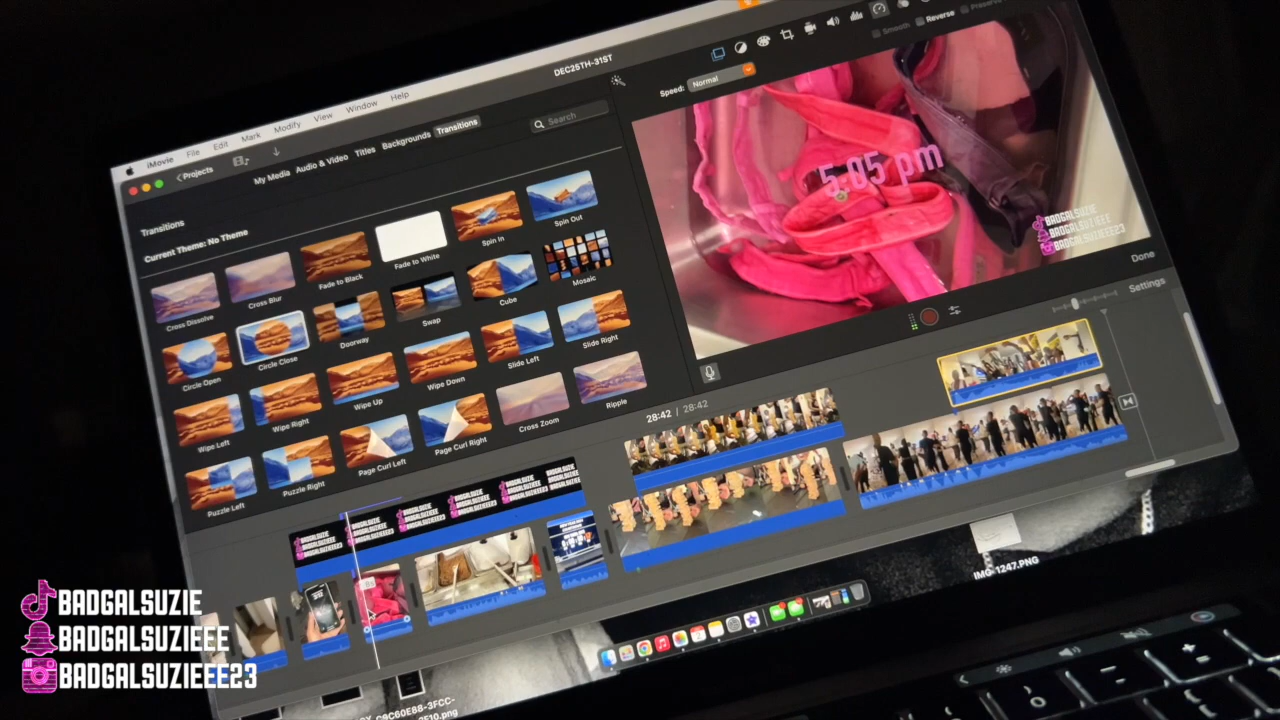 iMovie File Edit Mark Modify View Window Help
DEC25TH-31ST
Projects
My Media Audio & Video Titles Backgrounds Transitions
Search
Smooth Reverse
Speed: Normal
Transitions
Current Theme: No Theme
Cross Dissolve Cross Blur Fade to Black Fade to White Spin In Spin Out
Circle Open Circle Close Doorway Swap Cube Mosaic
Wipe Left Wipe Right Wipe Up Wipe Down Slide Left Slide Right
Puzzle Left Puzzle Right Page Curl Left Page Curl Right Cross Zoom Ripple
5:05 pm
BADGALSUZIE
BADGALSUZIEEE
BADGALSUZIEEE23
Done
28:42 / 28:42
Settings
IMG-1247.PNG
BADGALSUZIE
BADGALSUZIEEE
BADGALSUZIEEE23